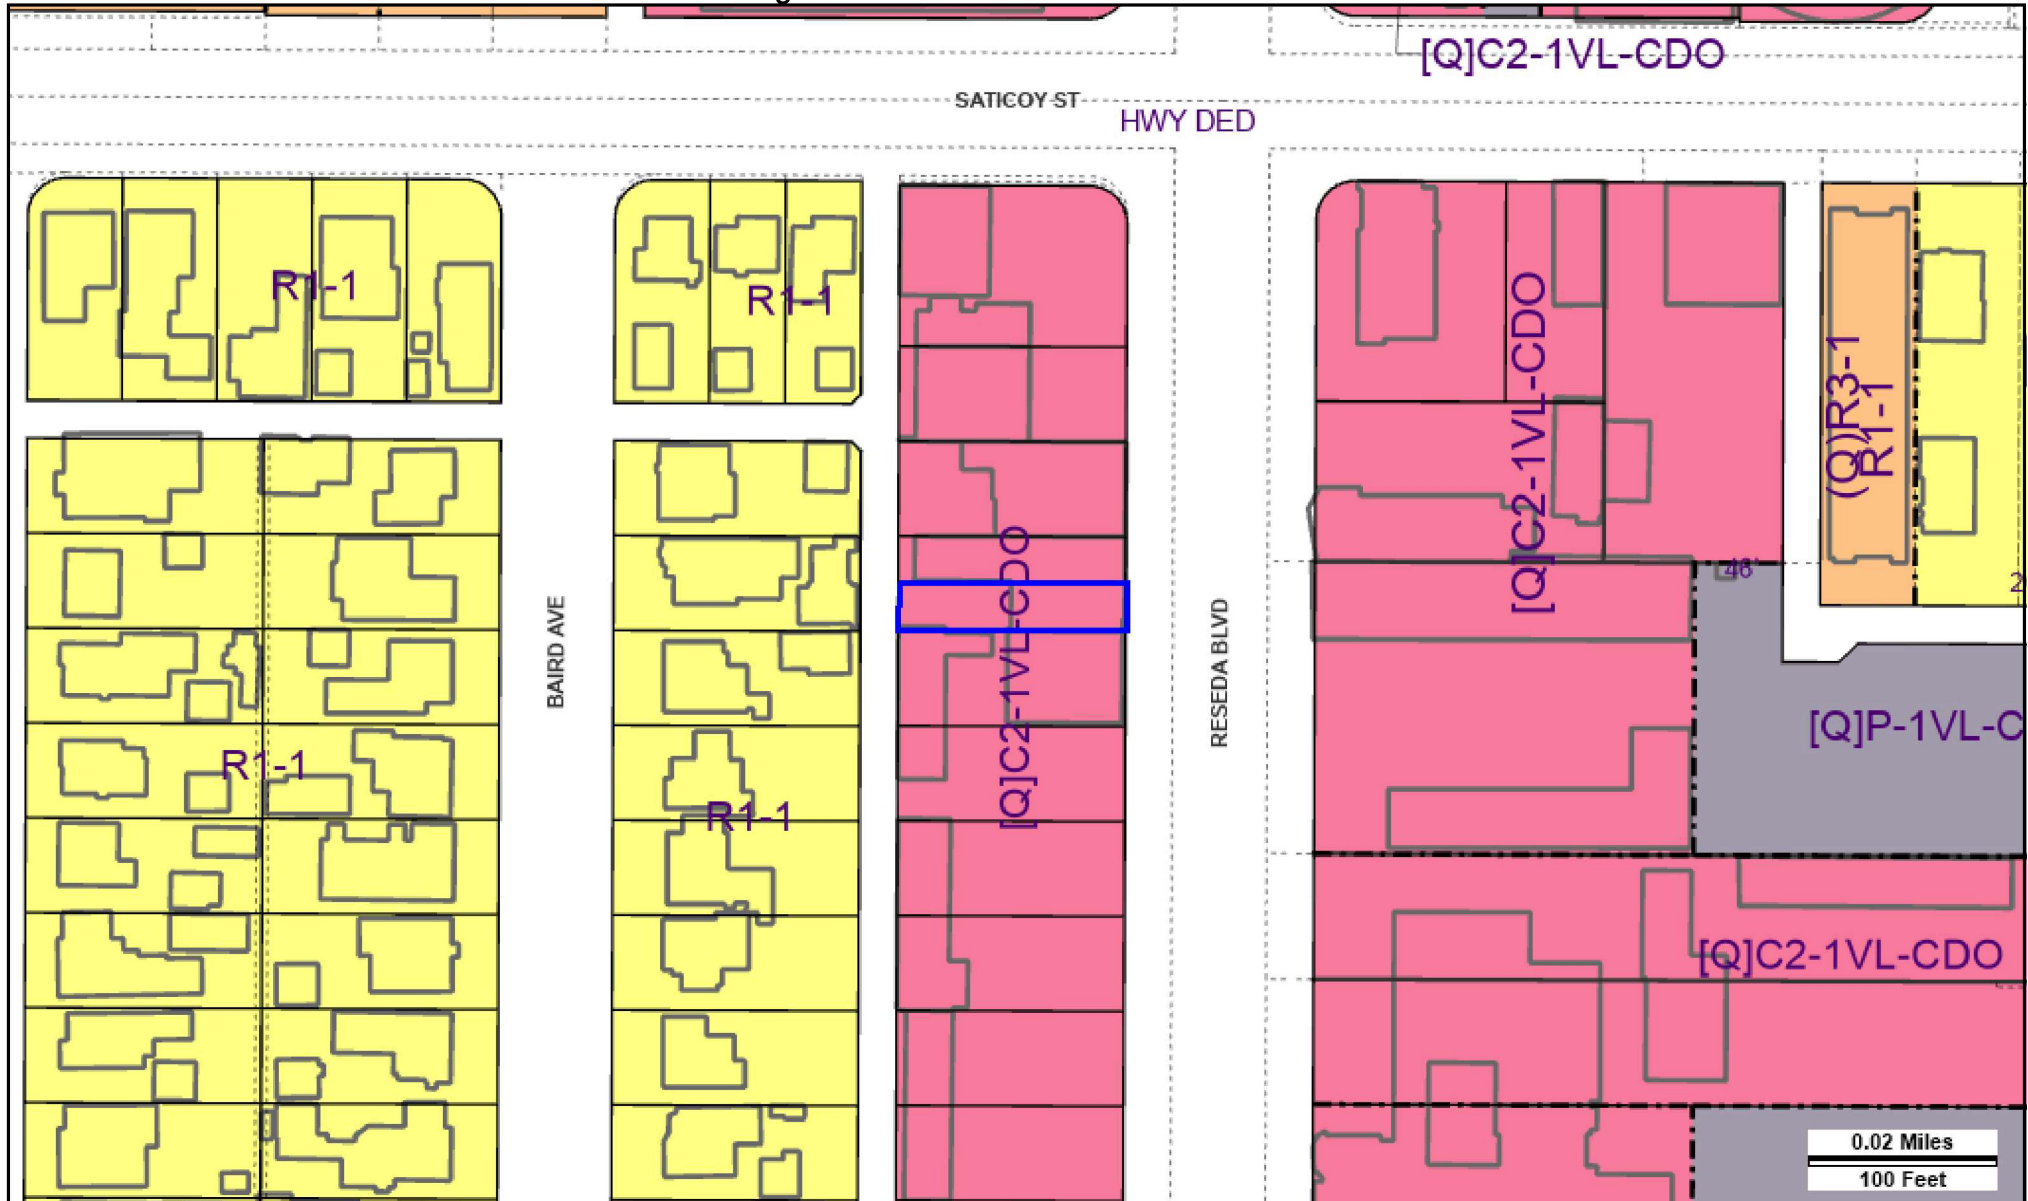 [Q]C2-1VL-CDO
SATICOY ST
HWY DED
R1-1
R1-1
[Q]C2-1VL-CDO
(Q)R3-1
R1-1
[Q]C2-1VL-CDO
46'
2
BAIRD AVE
RESEDA BLVD
[Q]P-1VL-C
R1-1
R1-1
[Q]C2-1VL-CDO
0.02 Miles
100 Feet